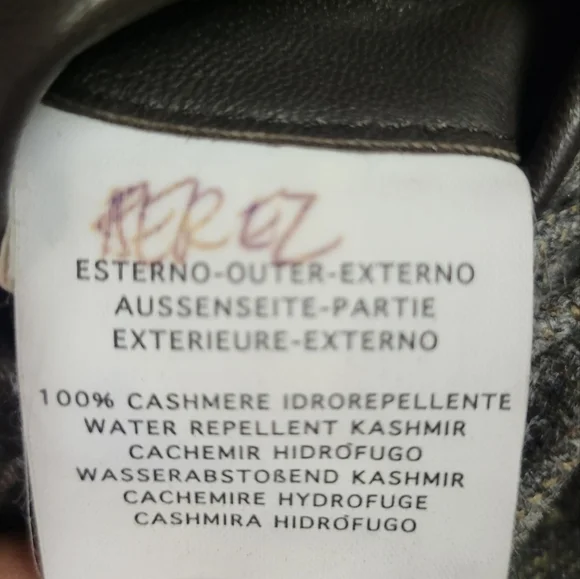 ESTERNO-OUTER-EXTERNO
AUSSENSEITE-PARTIE
EXTERIEURE-EXTERNO
100% CASHMERE IDROREPELLENTE
WATER REPELLENT KASHMIR
CACHEMIR HIDRÓFUGO
WASSERABSTOßEND KASHMIR
CACHEMIRE HYDROFUGE
CASHMIRA HIDRÓFUGO